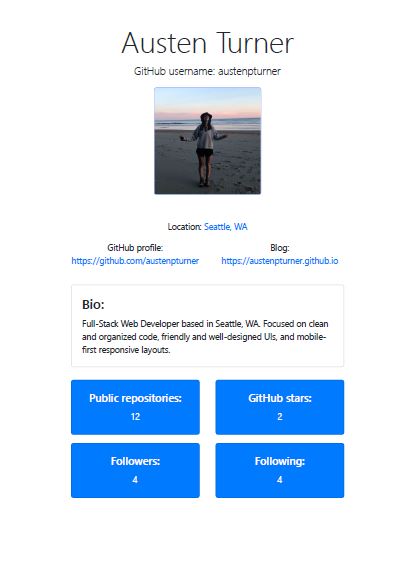 Austen Turner
GitHub username: austenpturner
Location: Seattle, WA
GitHub profile:
https://github.com/austenpturner
Blog:
https://austenpturner.github.io
Bio:
Full-Stack Web Developer based in Seattle, WA. Focused on clean
and organized code, friendly and well-designed UIs, and mobile-
first responsive layouts.
Public repositories:
12
GitHub stars:
2
Followers:
4
Following:
4